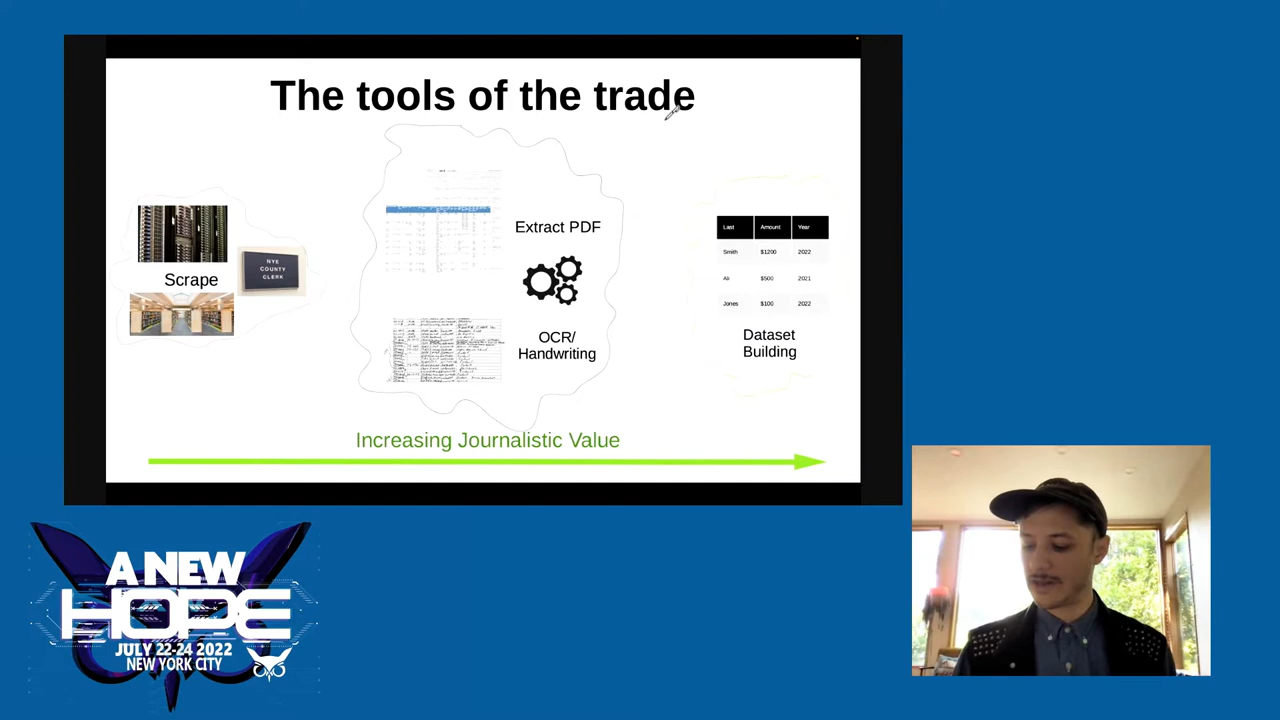 The tools of the trade
Scrape
NYE
COUNTY
CLERK
Extract PDF
OCR/
Handwriting
Last Amount Year
Smith $1200 2022
Ali $500 2021
Jones $100 2022
Dataset
Building
Increasing Journalistic Value
A NEW
HOPE
JULY 22-24 2022
NEW YORK CITY